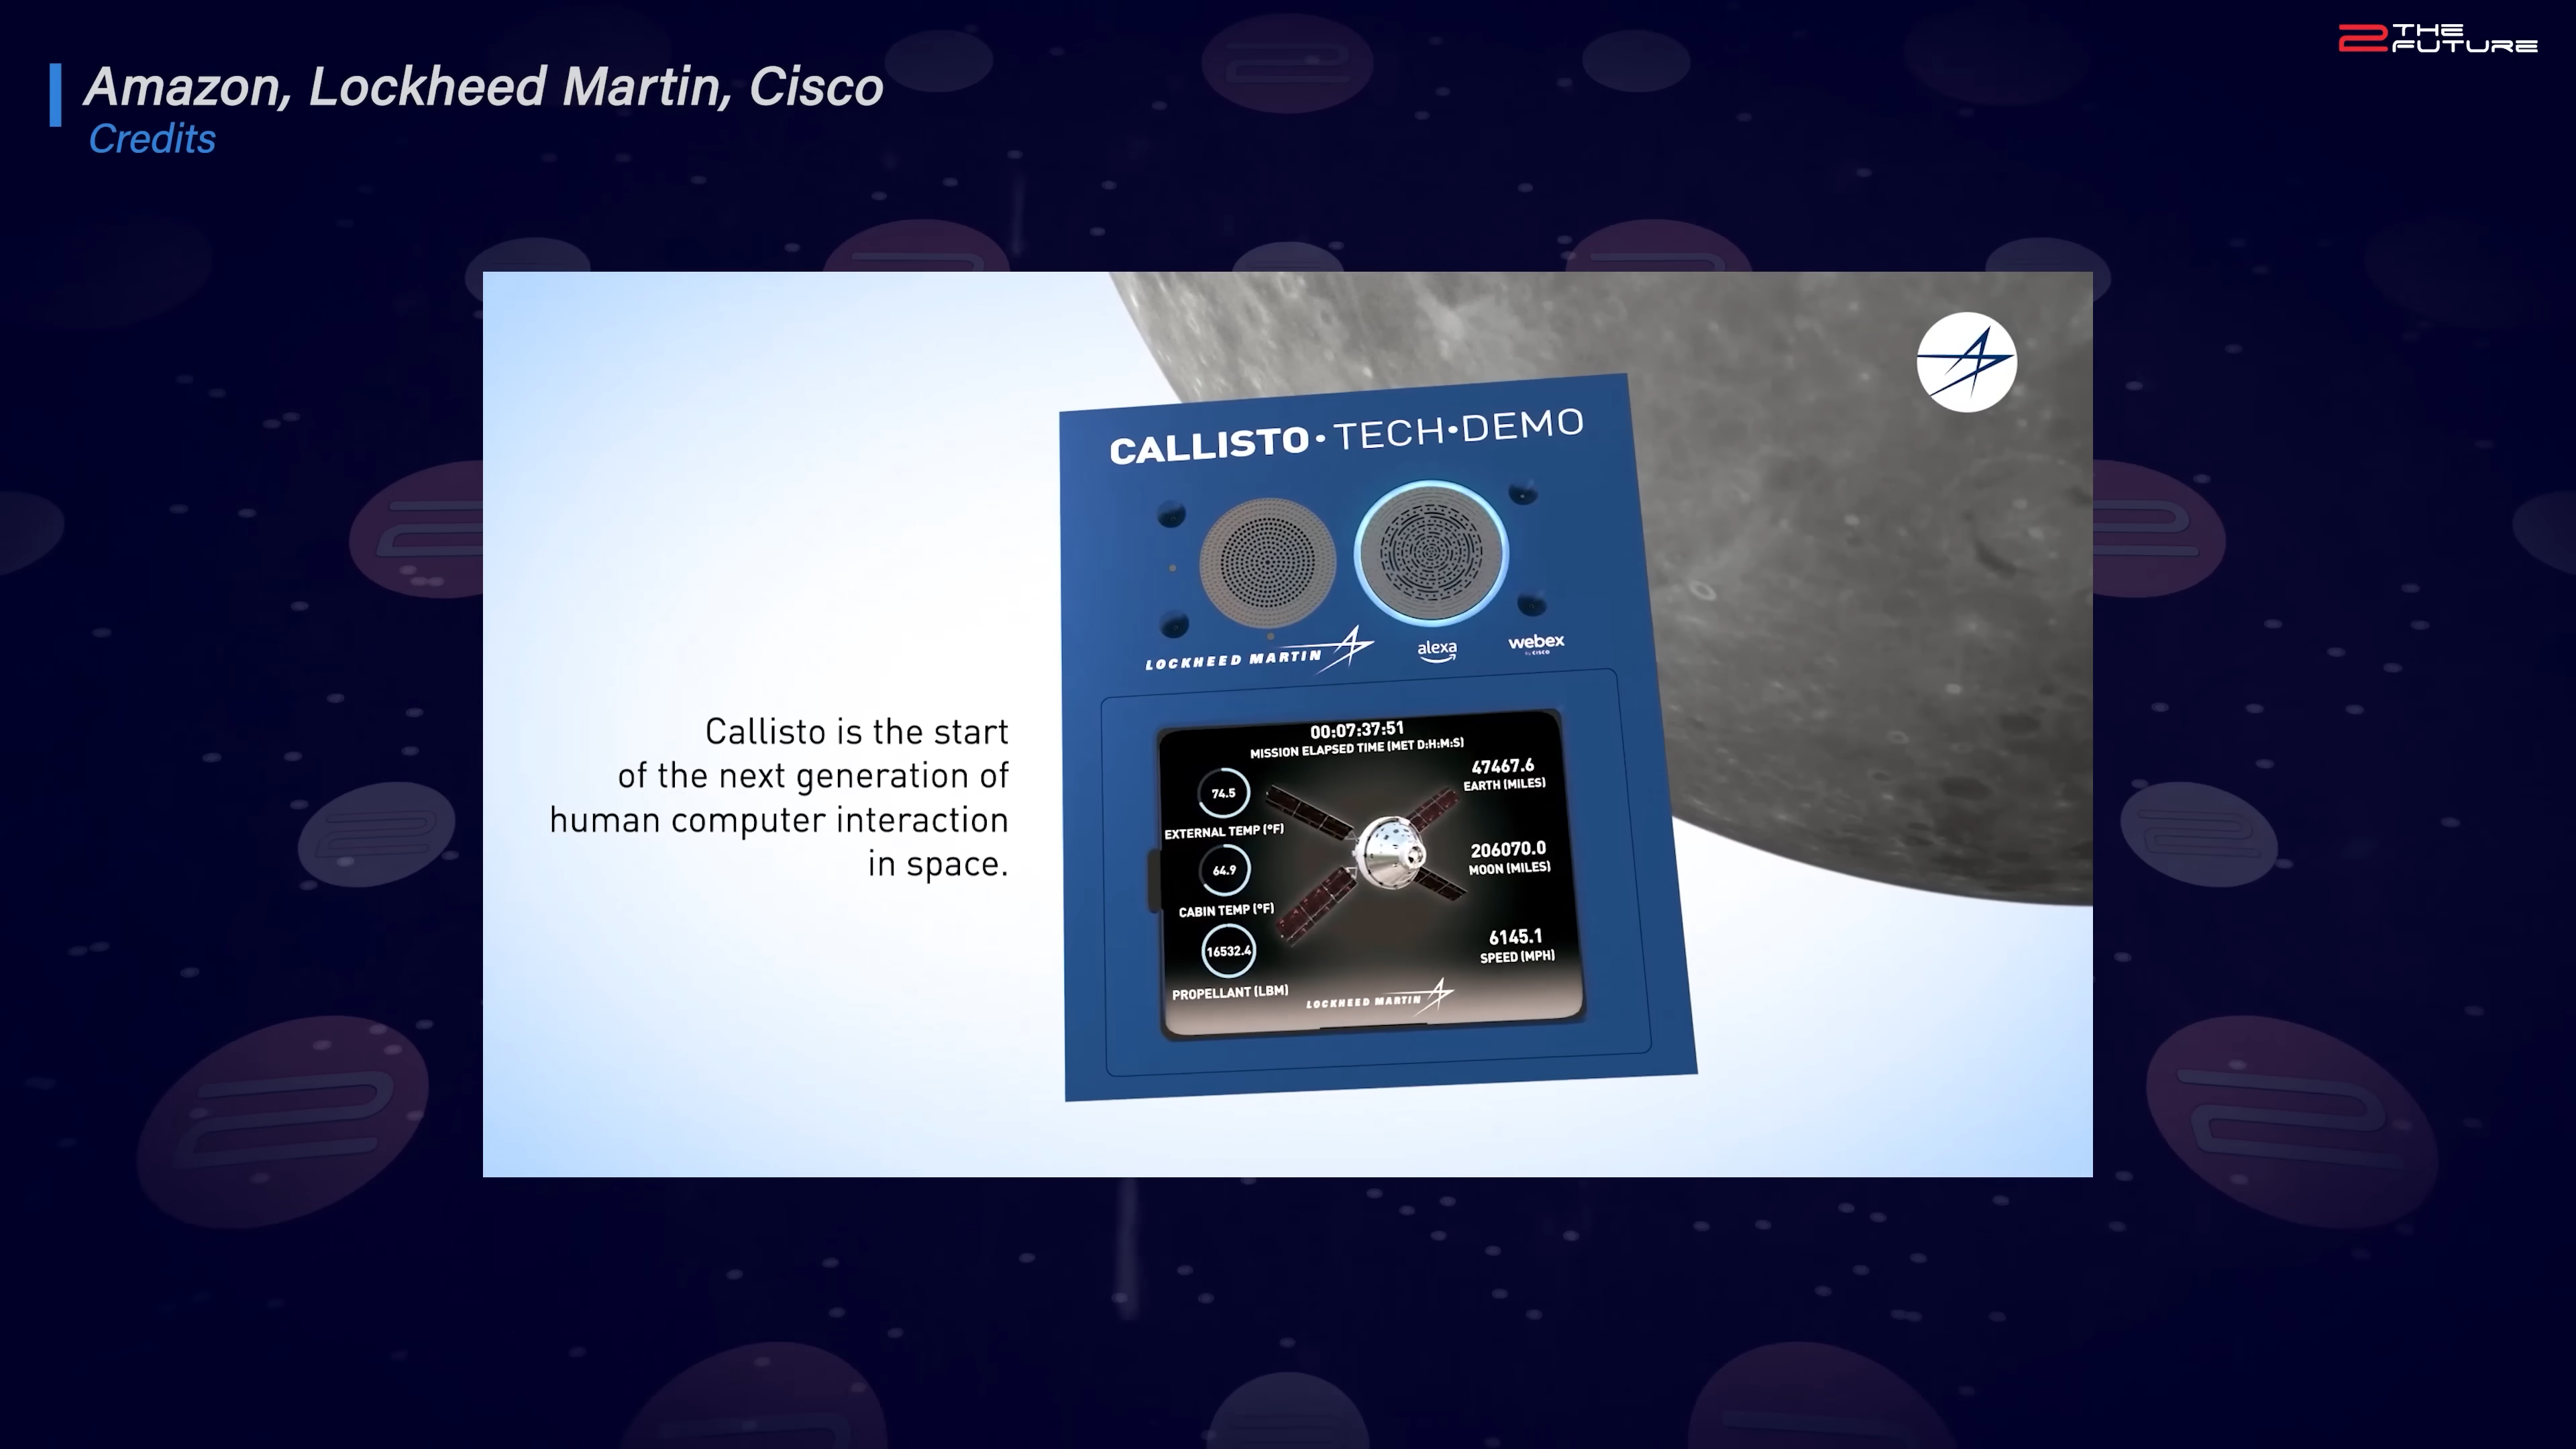 Amazon, Lockheed Martin, Cisco
Credits
2 THE FUTURE
CALLISTO · TECH · DEMO
LOCKHEED MARTIN
alexa
webex
by CISCO
Callisto is the start
of the next generation of
human computer interaction
in space.
00:07:37:51
MISSION ELAPSED TIME (MET D:H:M:S)
74.5
EXTERNAL TEMP (°F)
64.9
CABIN TEMP (°F)
16532.4
PROPELLANT (LBM)
47467.6
EARTH (MILES)
206070.0
MOON (MILES)
6145.1
SPEED (MPH)
LOCKHEED MARTIN